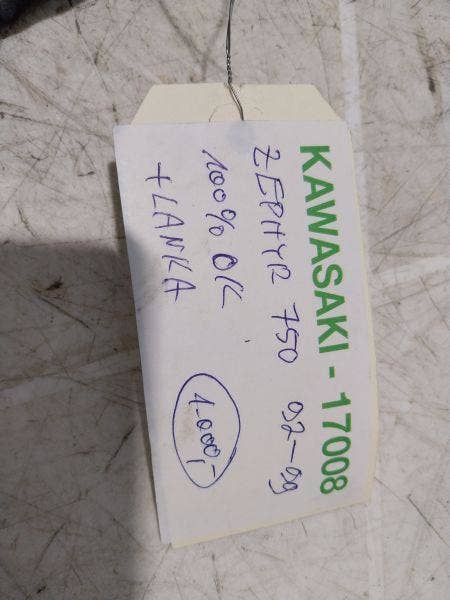 KAWASAKI - 17008
ZEPHYR 750 92-99
100% OK
+ LANKA
1.000,-